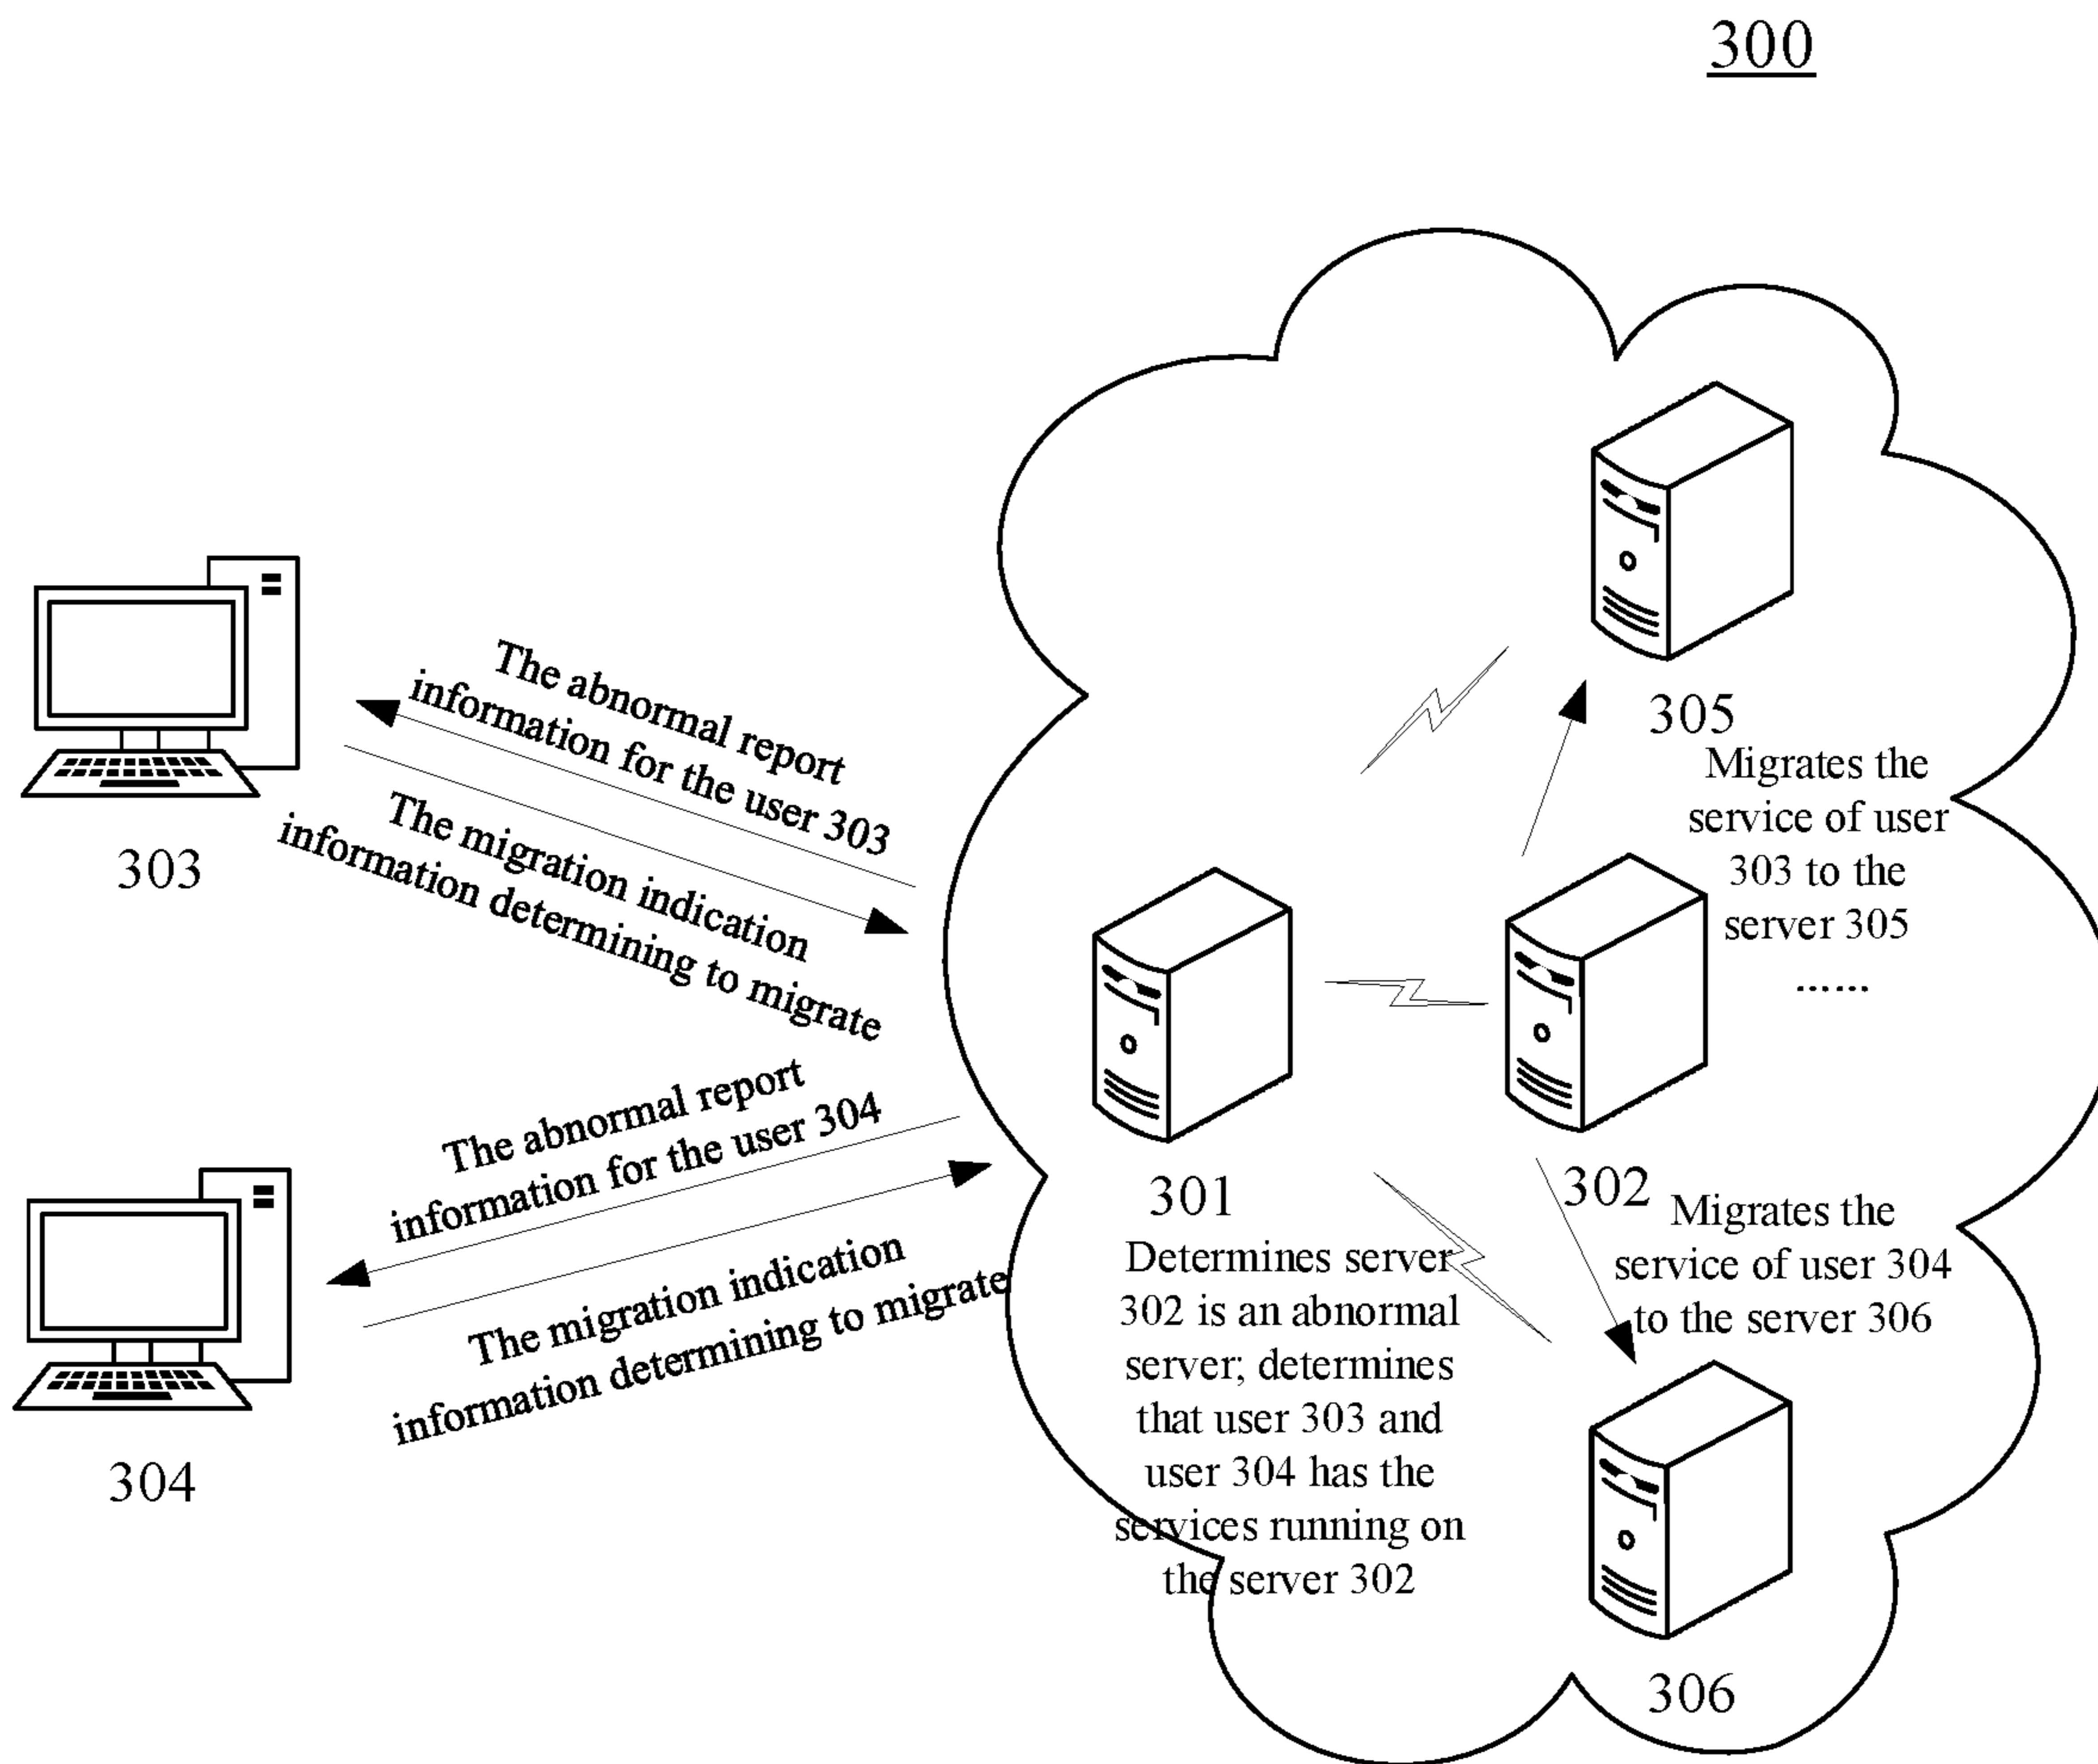 300
The abnormal report
information for the user 303
The migration indication
information determining to migrate
303
The abnormal report
information for the user 304
The migration indication
information determining to migrate
304
305
Migrates the
service of user
303 to the
server 305
......
301
Determines server
302 is an abnormal
server; determines
that user 303 and
user 304 has the
services running on
the server 302
302
Migrates the
service of user 304
to the server 306
306